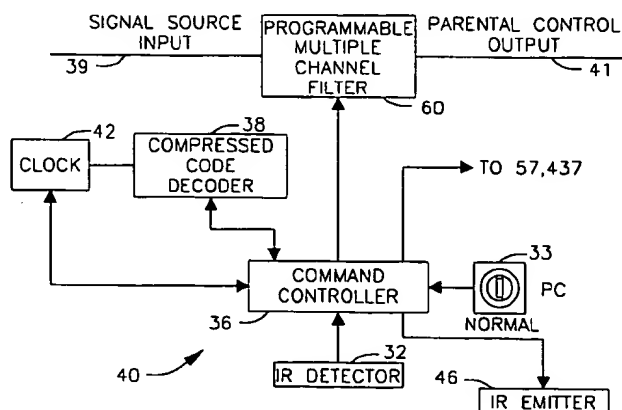 SIGNAL SOURCE
INPUT
39
PROGRAMMABLE
MULTIPLE
CHANNEL
FILTER
60
PARENTAL CONTROL
OUTPUT
41
42
CLOCK
38
COMPRESSED
CODE
DECODER
TO 57,437
33
PC
NORMAL
COMMAND
CONTROLLER
36
40
32
IR DETECTOR
46
IR EMITTER